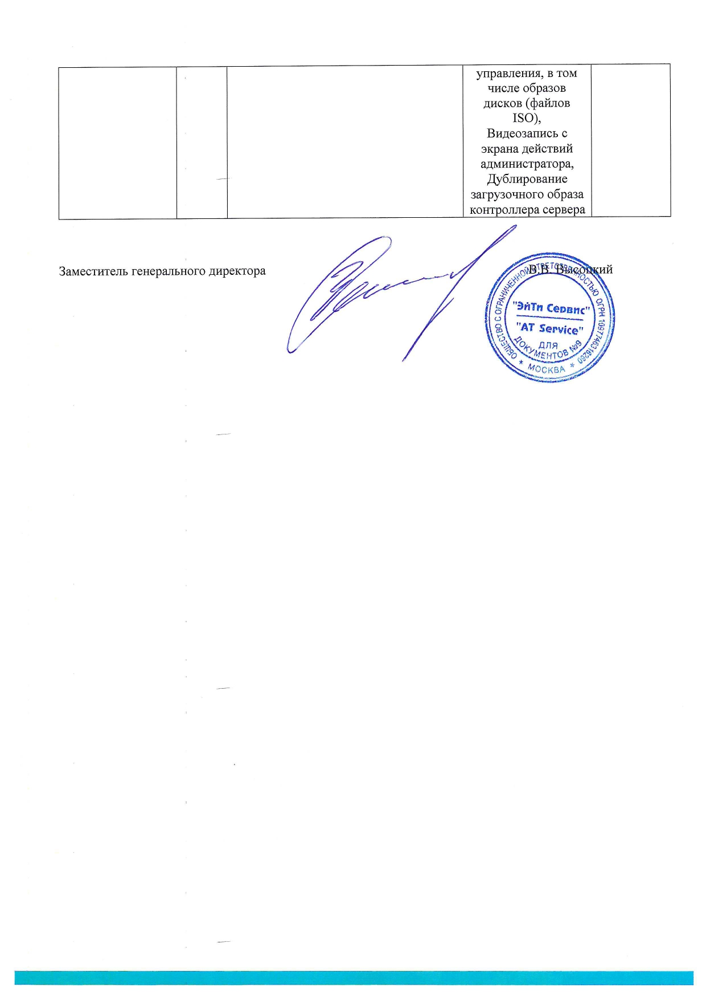 управления, в том
числе образов
дисков (файлов
ISO),
Видеозапись с
экрана действий
администратора,
Дублирование
загрузочного образа
контроллера сервера
Заместитель генерального директора
В.В. Высоцкий
ОБЩЕСТВО С ОГРАНИЧЕННОЙ ОТВЕТСТВЕННОСТЬЮ ОГРН 1097746316260
"ЭйТи Сервис"
"AT Service"
ДЛЯ
ДОКУМЕНТОВ №9
* МОСКВА *